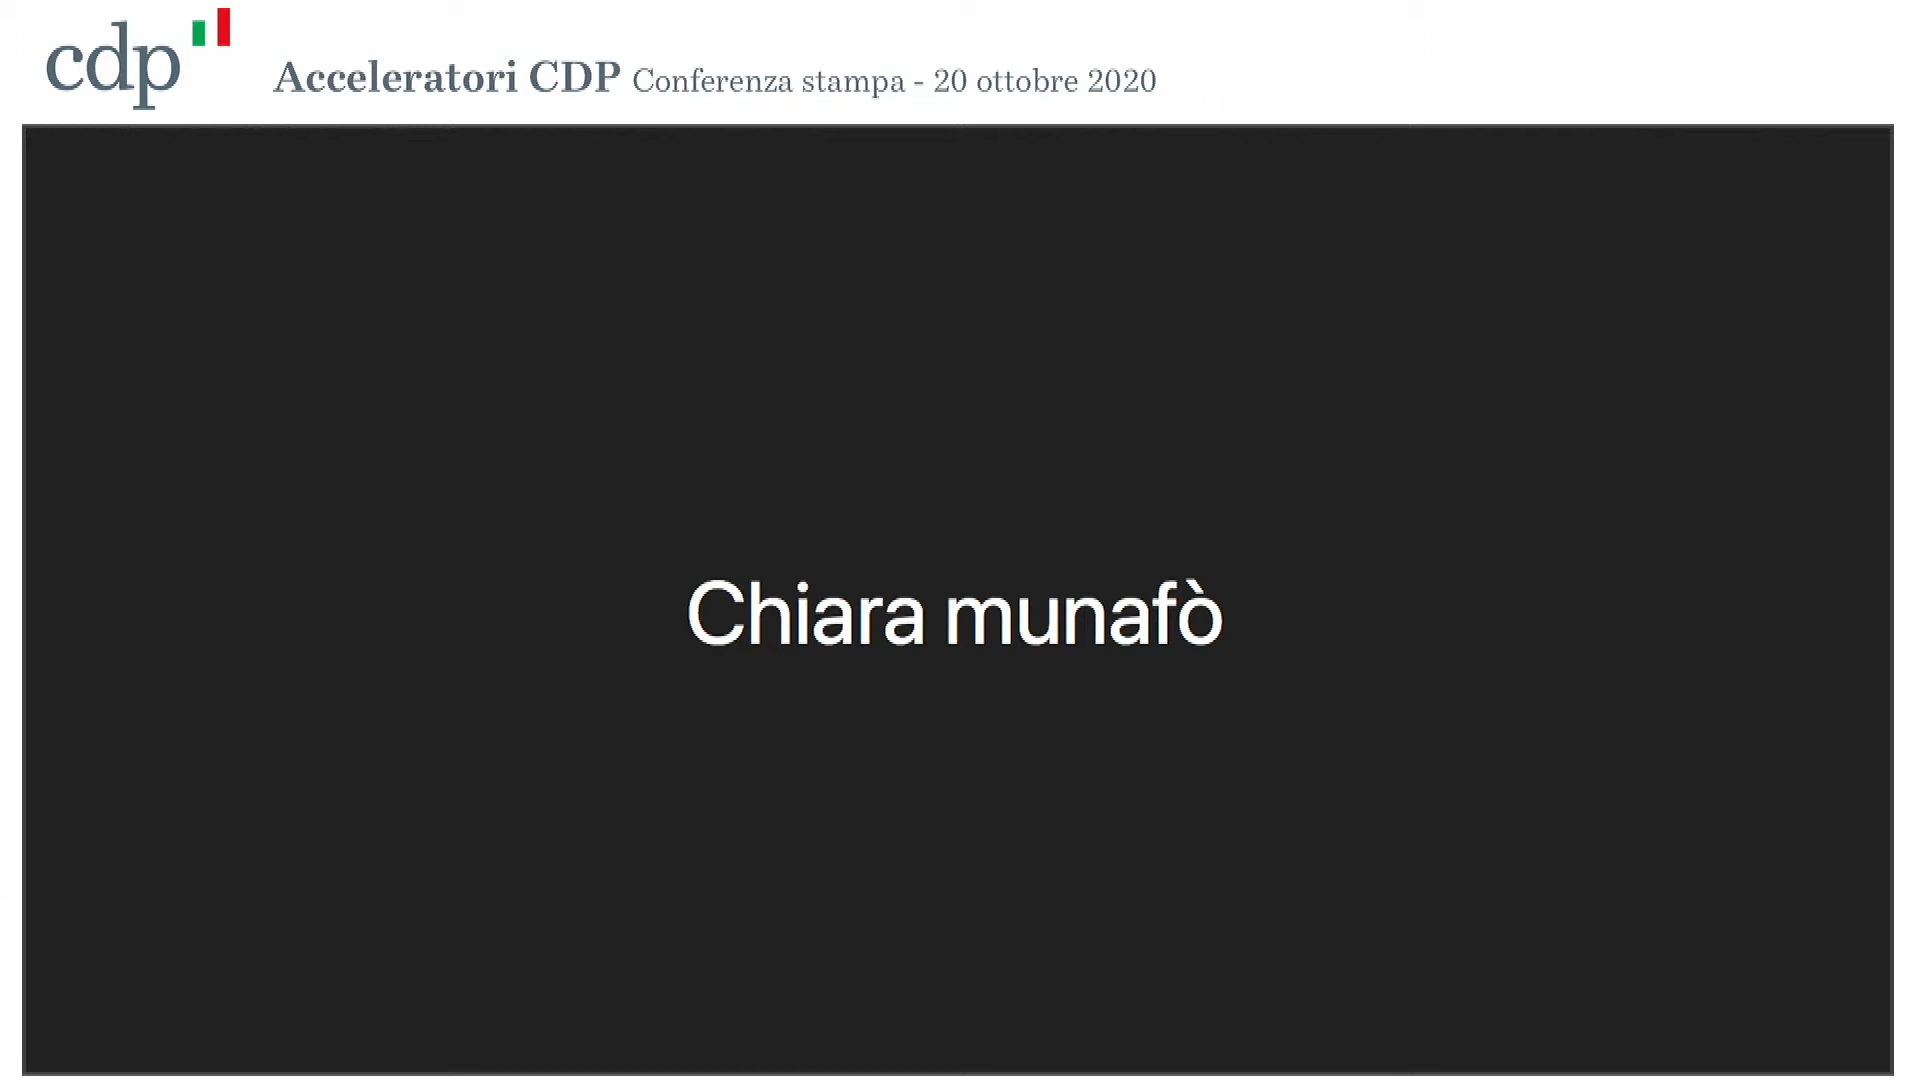 cdp
Acceleratori CDP Conferenza stampa - 20 ottobre 2020
Chiara munafò